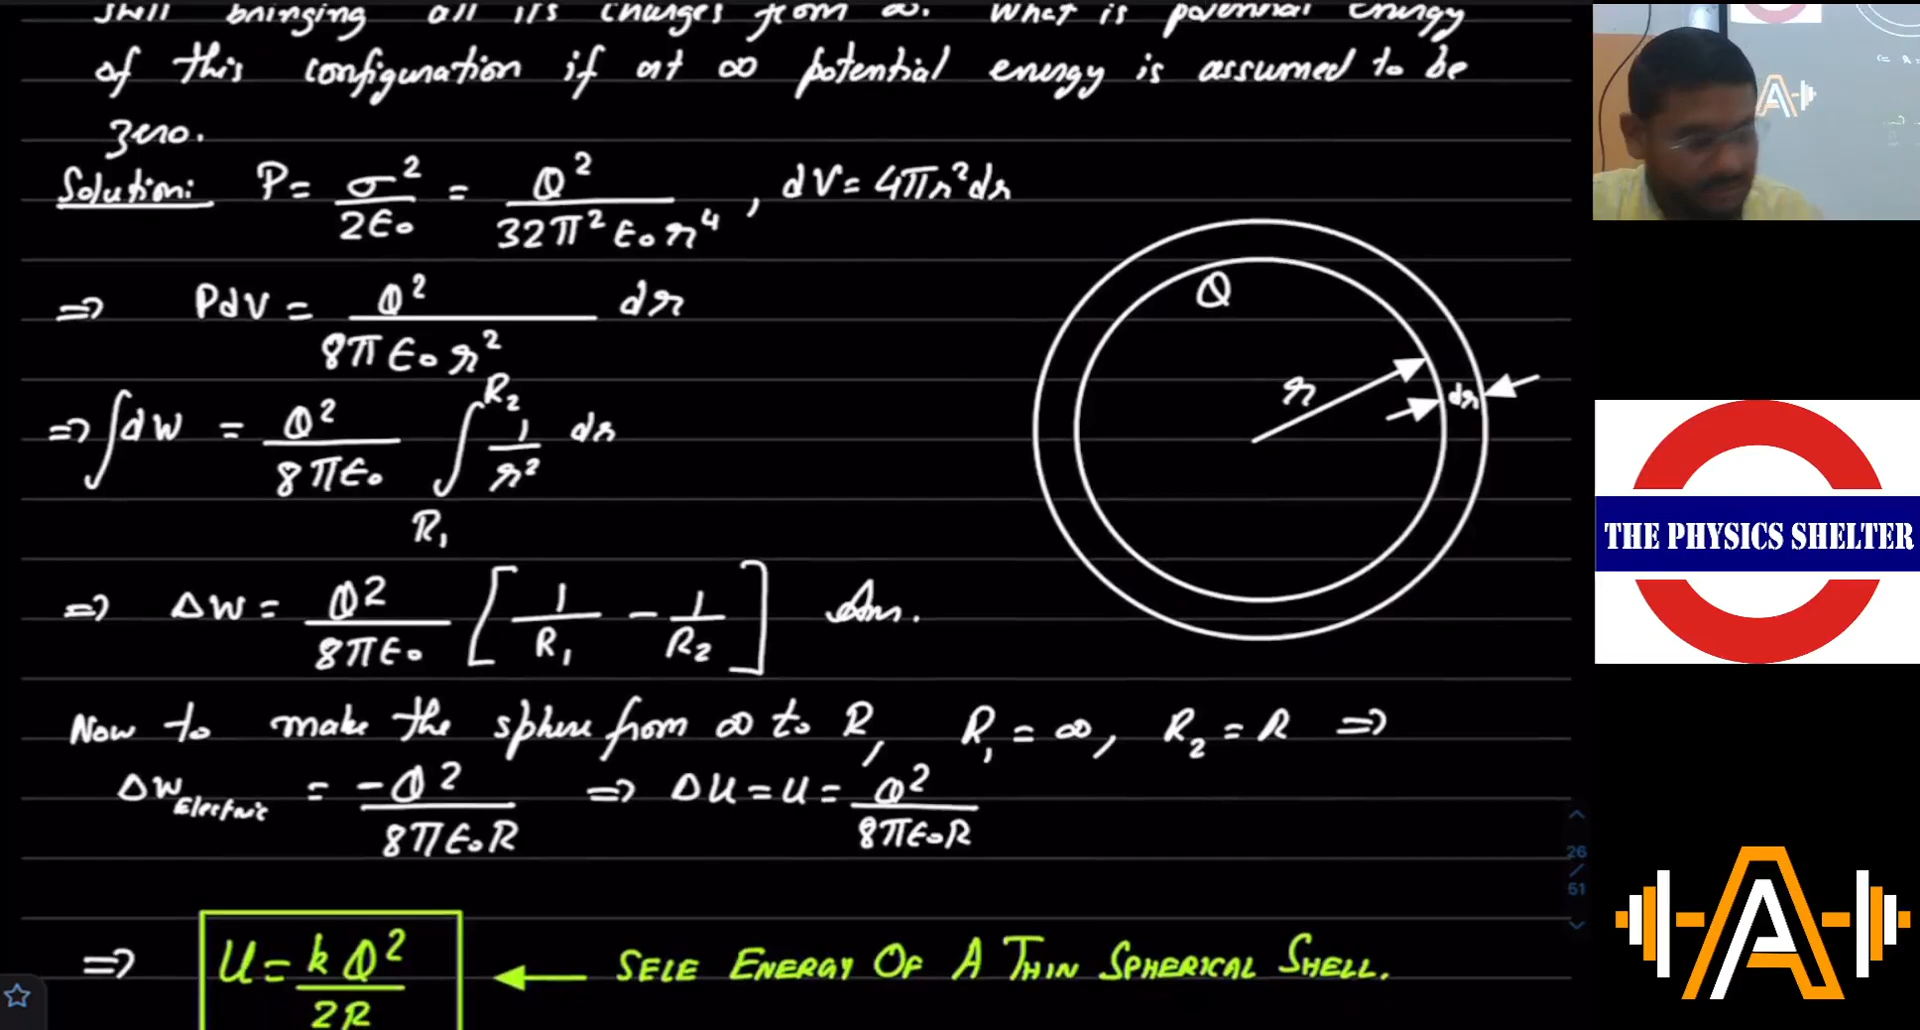 shell bringing all its charges from ∞. What is potential energy
of this configuration if at ∞ potential energy is assumed to be
zero.
Solution: P = σ²/2ε₀ = Q²/32π²ε₀r⁴ , dV = 4πr²dr
⇒ PdV = Q²/8πε₀r² dr
⇒ ∫dW = Q²/8πε₀ ∫_{R₁}^{R₂} 1/r² dr
⇒ ΔW = Q²/8πε₀ [1/R₁ - 1/R₂] Ans.
Now to make the sphere from ∞ to R, R₁ = ∞, R₂ = R ⇒
ΔW Electric = -Q²/8πε₀R ⇒ ΔU = U = Q²/8πε₀R
⇒ U = kQ²/2R ← SELF ENERGY OF A THIN SPHERICAL SHELL.
Q
r
dr
THE PHYSICS SHELTER
26
/
51